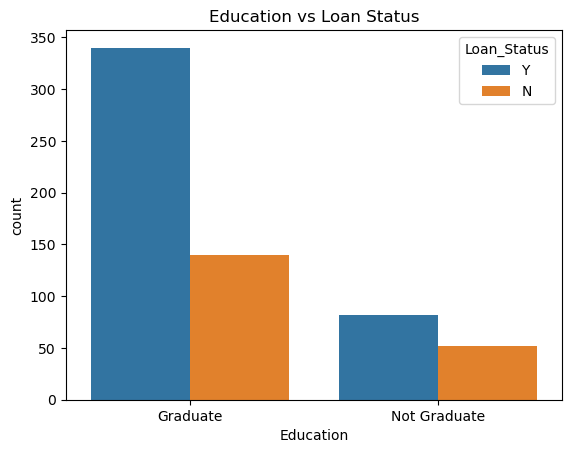 Education vs Loan Status
Loan_Status
Y
N
350
300
250
200
150
100
50
0
count
Graduate
Not Graduate
Education